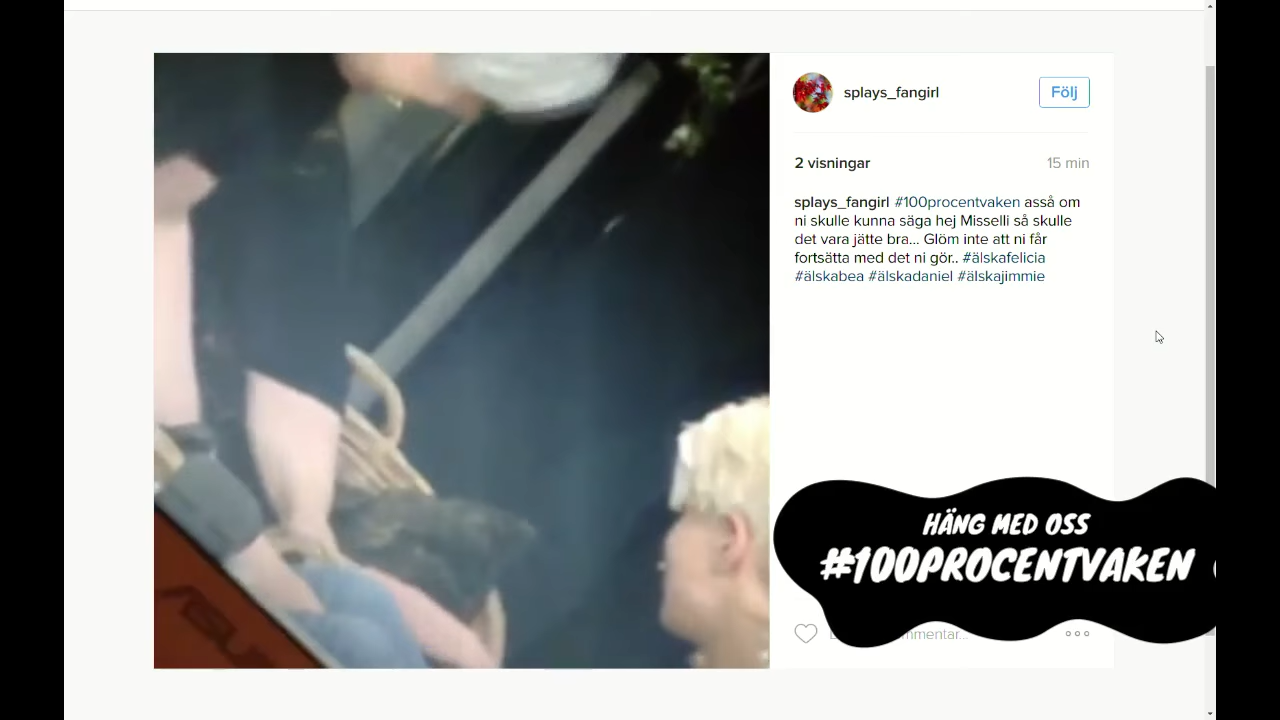 splays_fangirl
Följ
2 visningar
15 min
splays_fangirl #100procentvaken asså om
ni skulle kunna säga hej Misselli så skulle
det vara jätte bra... Glöm inte att ni får
fortsätta med det ni gör.. #älskafelicia
#älskabea #älskadaniel #älskajimmie
HÄNG MED OSS
#100PROCENTVAKEN